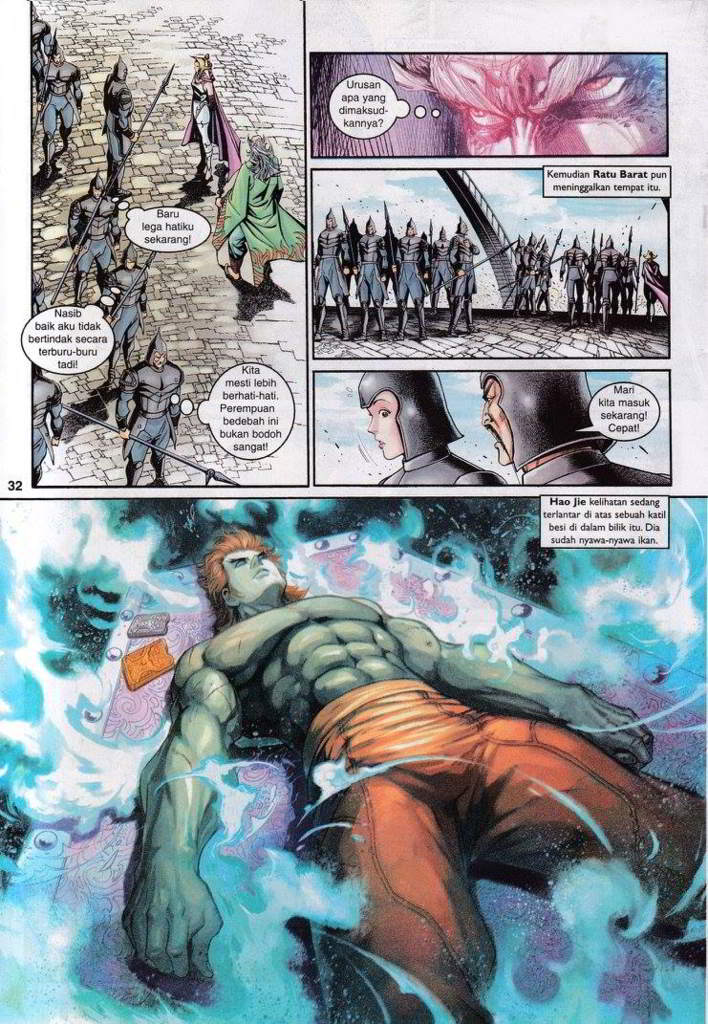 Baru
lega hatiku
sekarang!
Nasib
baik aku tidak
bertindak secara
terburu-buru
tadi!
Kita
mesti lebih
berhati-hati.
Perempuan
bedebah ini
bukan bodoh
sangat!
Urusan
apa yang
dimaksud-
kannya?
Kemudian Ratu Barat pun
meninggalkan tempat itu.
Mari
kita masuk
sekarang!
Cepat!
32
Hao Jie kelihatan sedang
terlantar di atas sebuah katil
besi di dalam bilik itu. Dia
sudah nyawa-nyawa ikan.